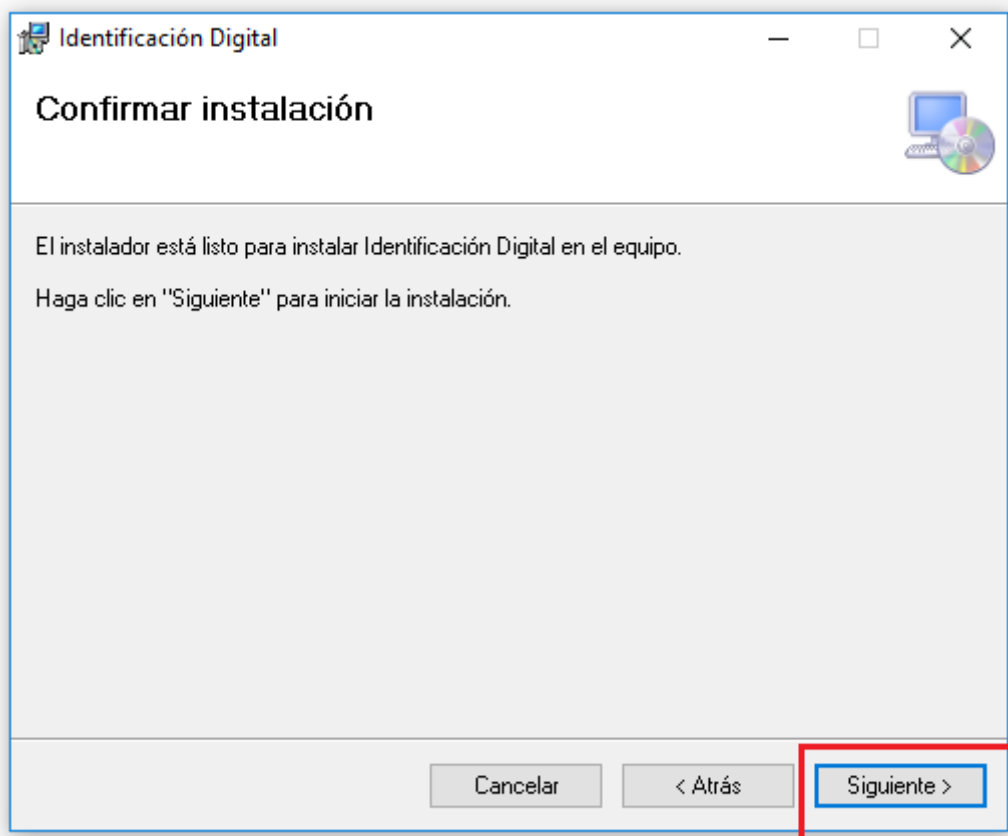 Identificación Digital
Confirmar instalación
El instalador está listo para instalar Identificación Digital en el equipo.
Haga clic en "Siguiente" para iniciar la instalación.
Cancelar
< Atrás
Siguiente >